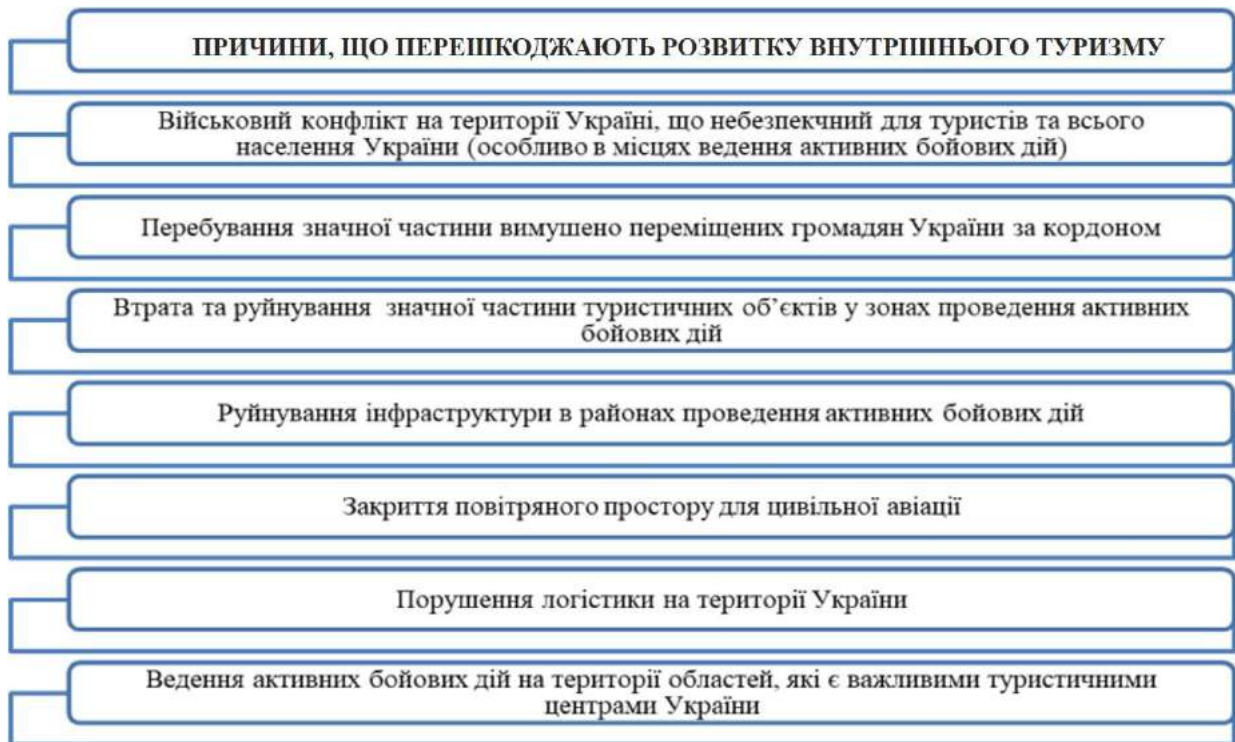 ПРИЧИНИ, ЩО ПЕРЕШКОДЖАЮТЬ РОЗВИТКУ ВНУТРІШНЬОГО ТУРИЗМУ
Військовий конфлікт на території Україні, що небезпекчний для туристів та всього
населення України (особливо в місцях ведення активних бойових дій)
Перебування значної частини вимушено переміщених громадян України за кордоном
Втрата та руйнування значної частини туристичних об’єктів у зонах проведення активних
бойових дій
Руйнування інфраструктури в районах проведення активних бойових дій
Закриття повітряного простору для цивільної авіації
Порушення логістики на території України
Ведення активних бойових дій на території областей, які є важливими туристичними
центрами України